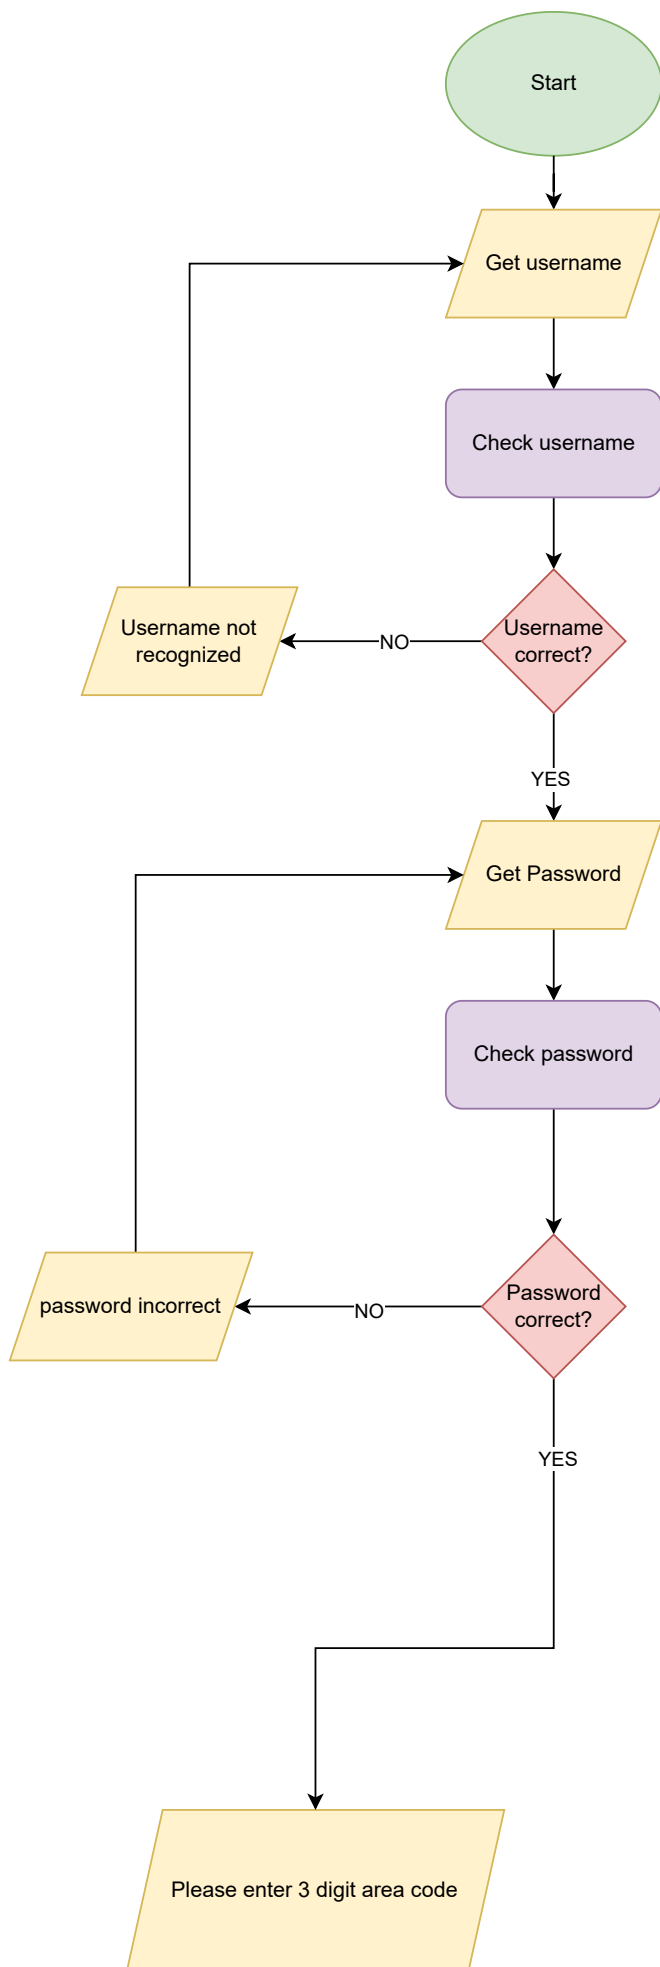 Start
Get username
Check username
Username
correct?
NO
Username not
recognized
YES
Get Password
Check password
Password
correct?
NO
password incorrect
YES
Please enter 3 digit area code